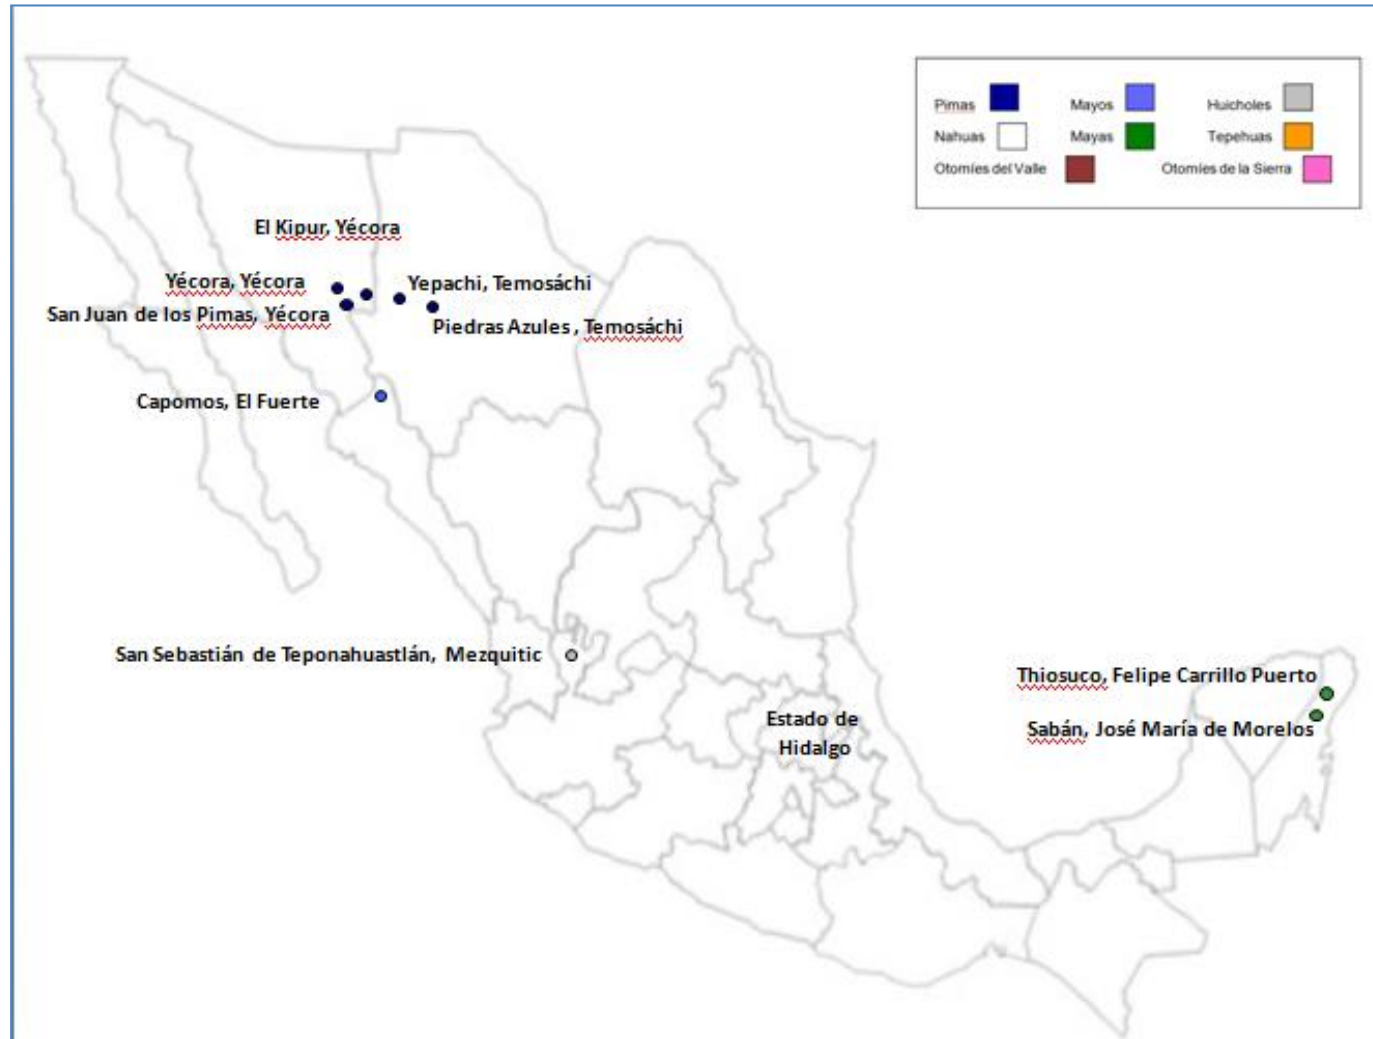 Pimas Mayos Huicholes
Nahuas Mayas Tepehuas
Otomíes del Valle Otomíes de la Sierra
El Kipur, Yécora
Yécora, Yécora
Yepachi, Temosáchi
San Juan de los Pimas, Yécora
Piedras Azules , Temosáchi
Capomos, El Fuerte
San Sebastián de Teponahuastlán, Mezquitic
Thiosuco, Felipe Carrillo Puerto
Sabán, José María de Morelos
Estado de
Hidalgo